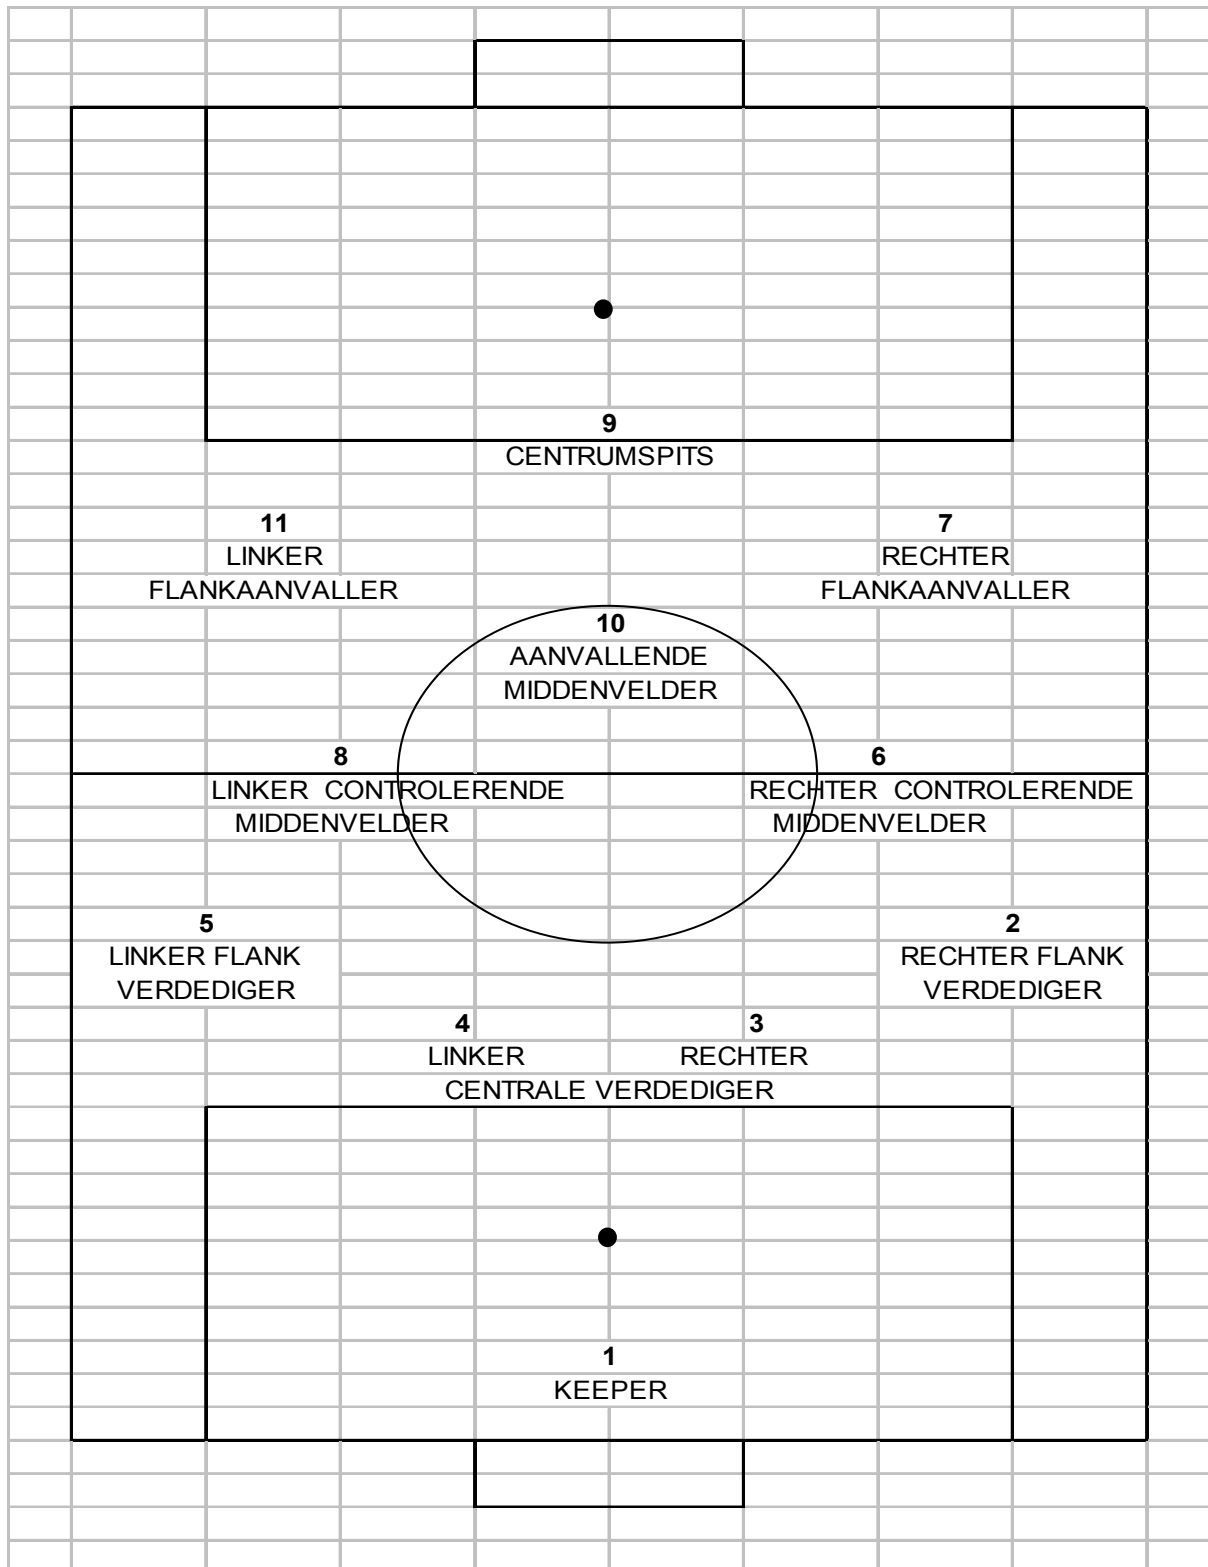 9
CENTRUMSPITS
11 7
LINKER RECHTER
FLANKAANVALLER FLANKAANVALLER
10
AANVALLENDE
MIDDENVELDER
8 6
LINKER CONTROLERENDE RECHTER CONTROLERENDE
MIDDENVELDER MIDDENVELDER
5 2
LINKER FLANK RECHTER FLANK
VERDEDIGER VERDEDIGER
4 3
LINKER RECHTER
CENTRALE VERDEDIGER
1
KEEPER